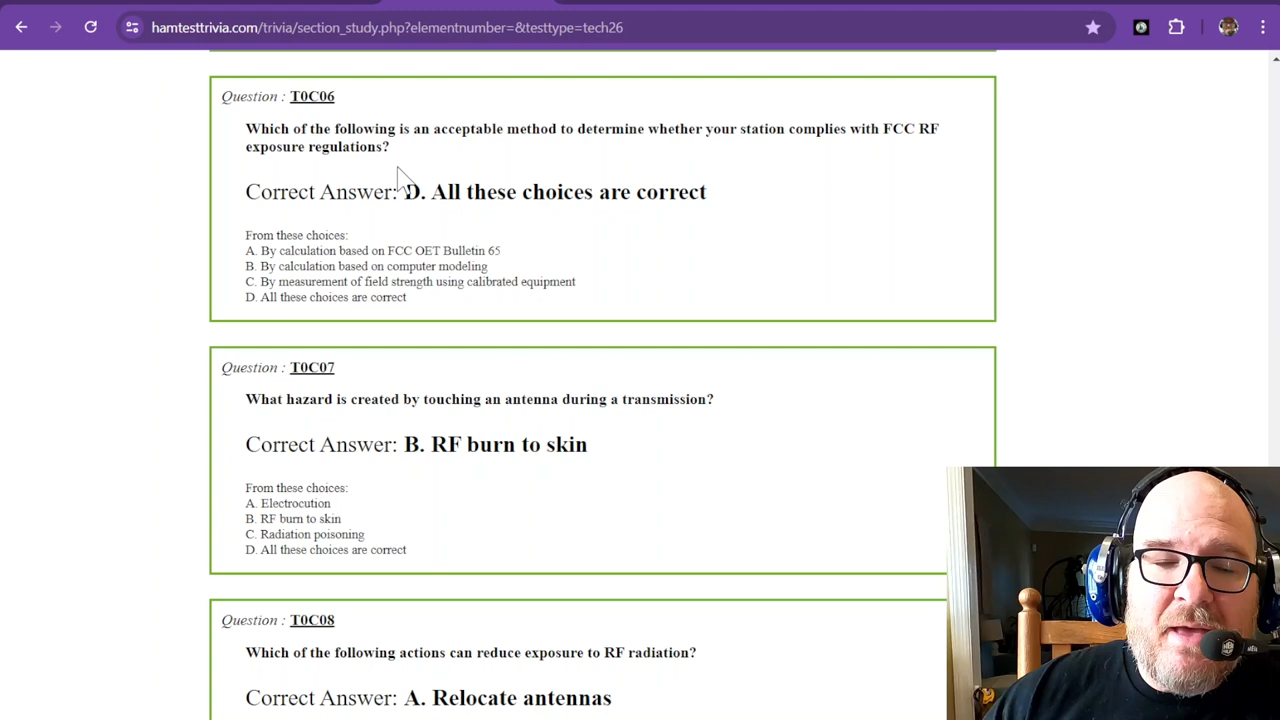 hamtesttrivia.com/trivia/section_study.php?elementnumber=&testtype=tech26
Question : T0C06
Which of the following is an acceptable method to determine whether your station complies with FCC RF
exposure regulations?
Correct Answer: D. All these choices are correct
From these choices:
A. By calculation based on FCC OET Bulletin 65
B. By calculation based on computer modeling
C. By measurement of field strength using calibrated equipment
D. All these choices are correct
Question : T0C07
What hazard is created by touching an antenna during a transmission?
Correct Answer: B. RF burn to skin
From these choices:
A. Electrocution
B. RF burn to skin
C. Radiation poisoning
D. All these choices are correct
Question : T0C08
Which of the following actions can reduce exposure to RF radiation?
Correct Answer: A. Relocate antennas